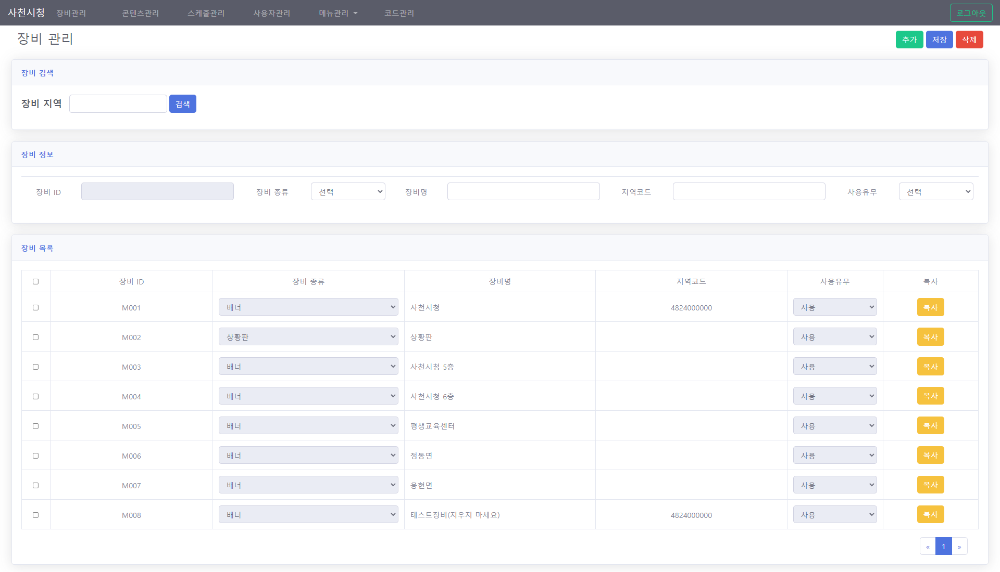 사천시청 장비관리 콘텐츠관리 스케줄관리 사용자관리 메뉴관리 코드관리 로그아웃
장비 관리 추가 저장 삭제
장비 검색
장비 지역 검색
장비 정보
장비 ID 장비 종류 선택 장비명 지역코드 사용유무 선택
장비 목록
장비 ID 장비 종류 장비명 지역코드 사용유무 복사
M001 배너 사천시청 4824000000 사용 복사
M002 상황판 상황판 사용 복사
M003 배너 사천시청 5층 사용 복사
M004 배너 사천시청 6층 사용 복사
M005 배너 평생교육센터 사용 복사
M006 배너 정동면 사용 복사
M007 배너 용현면 사용 복사
M008 배너 테스트장비(지우지 마세요) 4824000000 사용 복사
« 1 »